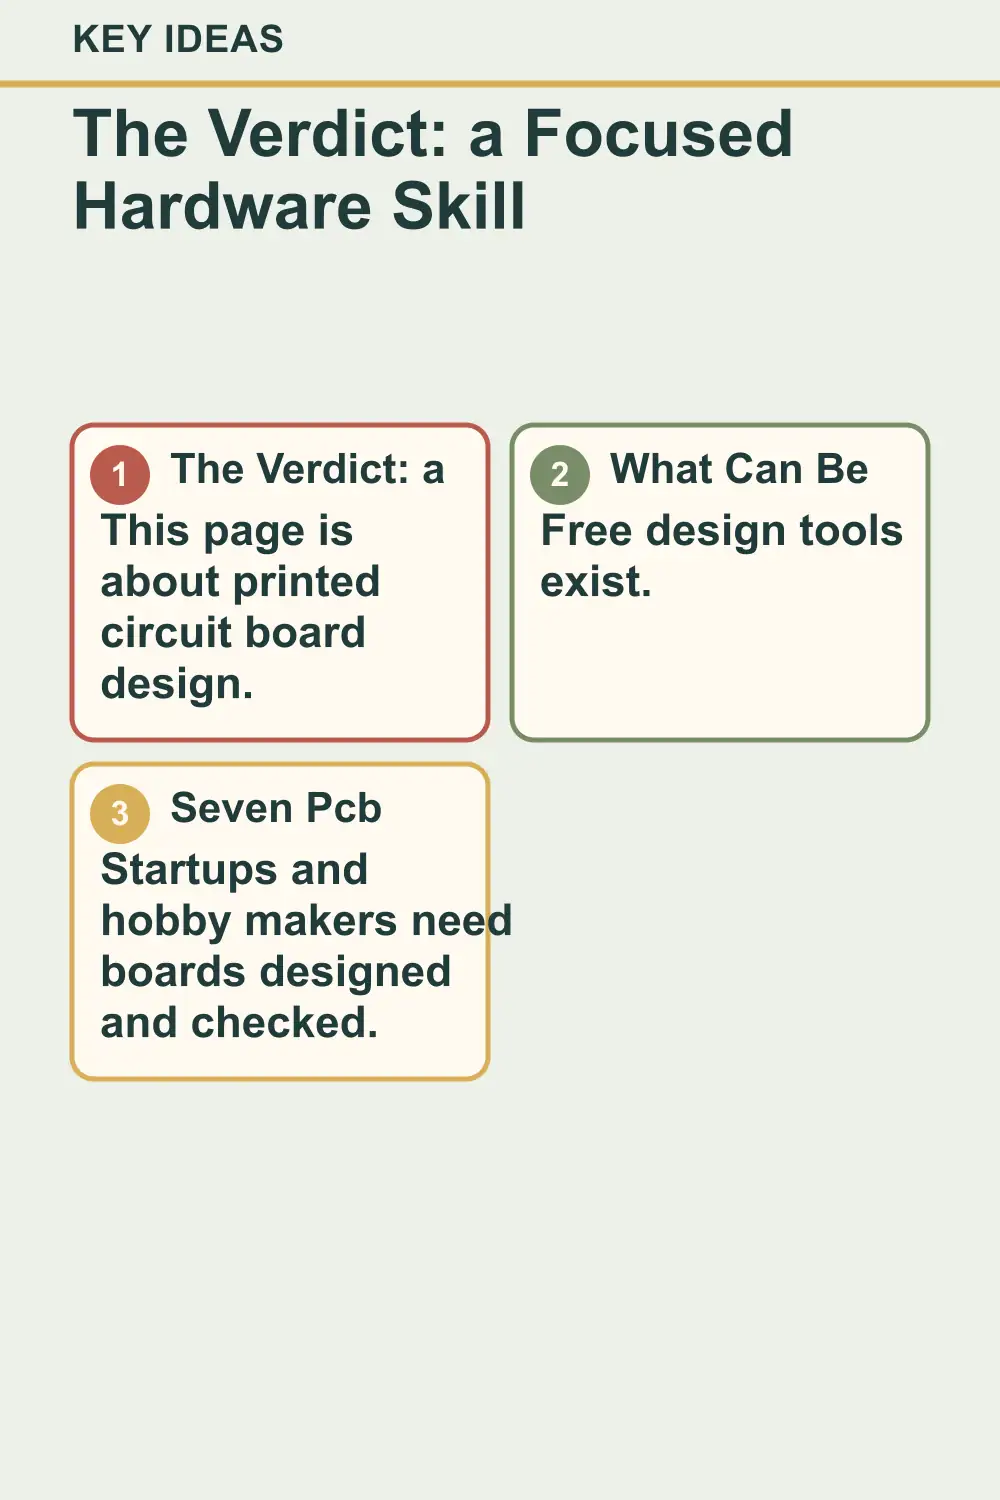 KEY IDEAS
The Verdict: a Focused
Hardware Skill
1 The Verdict: a
This page is
about printed
circuit board
design.
2 What Can Be
Free design tools
exist.
3 Seven Pcb
Startups and
hobby makers need
boards designed
and checked.